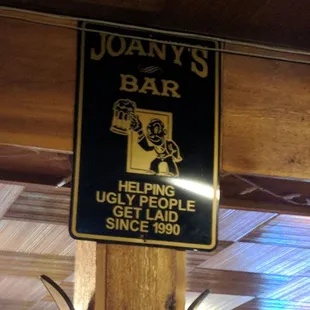 JOANY'S
BAR
HELPING
UGLY PEOPLE
GET LAID
SINCE 1990